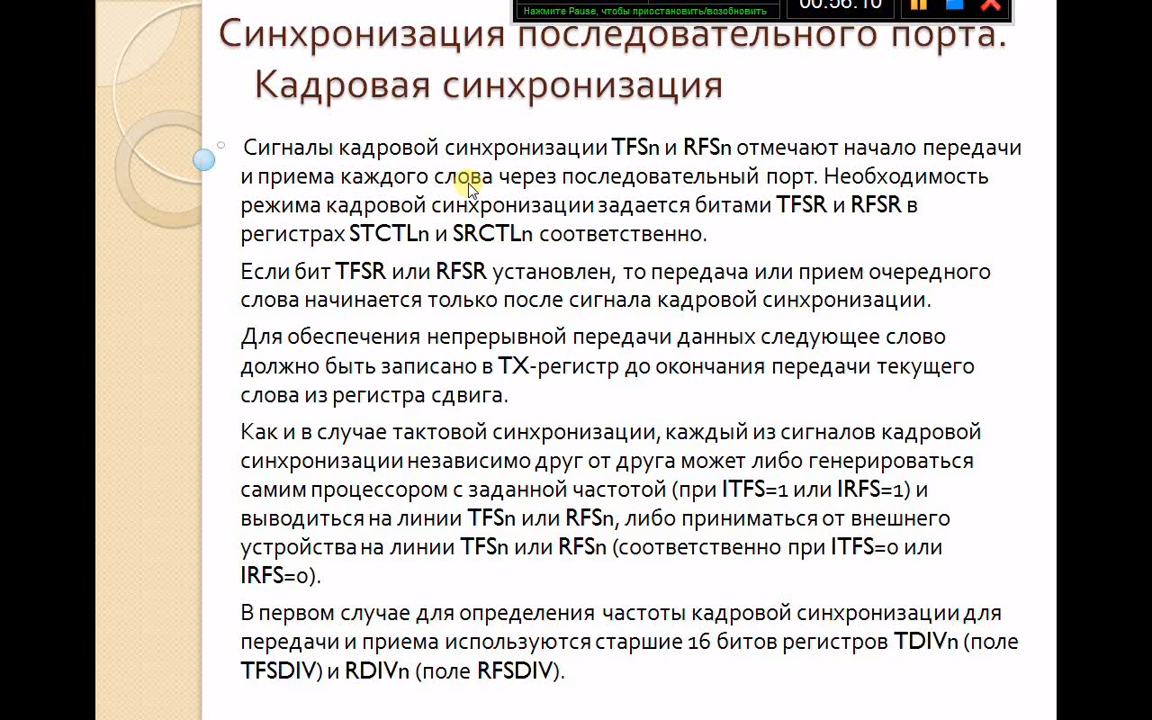 Нажмите Pause, чтобы приостановить/возобновить
00:56:10
Синхронизация последовательного порта.
Кадровая синхронизация
Сигналы кадровой синхронизации TFSn и RFSn отмечают начало передачи
и приема каждого слова через последовательный порт. Необходимость
режима кадровой синхронизации задается битами TFSR и RFSR в
регистрах STCTLn и SRCTLn соответственно.
Если бит TFSR или RFSR установлен, то передача или прием очередного
слова начинается только после сигнала кадровой синхронизации.
Для обеспечения непрерывной передачи данных следующее слово
должно быть записано в TX-регистр до окончания передачи текущего
слова из регистра сдвига.
Как и в случае тактовой синхронизации, каждый из сигналов кадровой
синхронизации независимо друг от друга может либо генерироваться
самим процессором с заданной частотой (при ITFS=1 или IRFS=1) и
выводиться на линии TFSn или RFSn, либо приниматься от внешнего
устройства на линии TFSn или RFSn (соответственно при ITFS=0 или
IRFS=0).
В первом случае для определения частоты кадровой синхронизации для
передачи и приема используются старшие 16 битов регистров TDIVn (поле
TFSDIV) и RDIVn (поле RFSDIV).